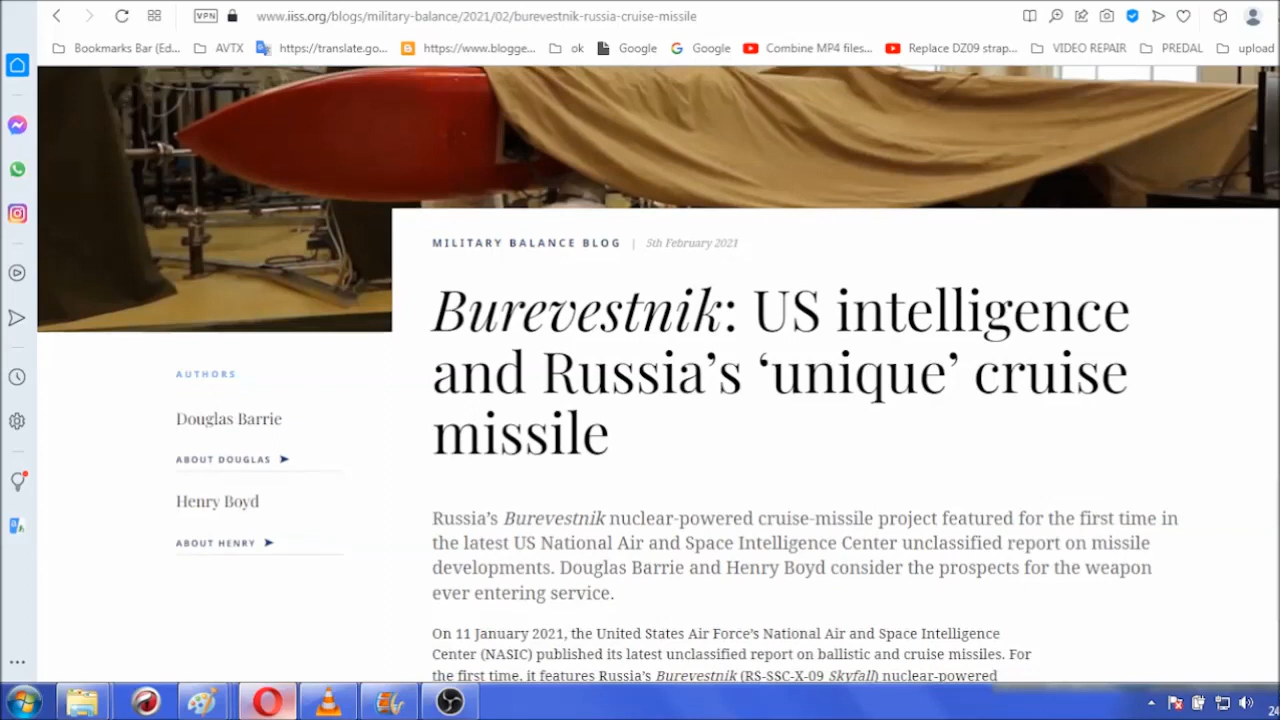 VPN
www.iiss.org/blogs/military-balance/2021/02/burevestnik-russia-cruise-missile
Bookmarks Bar (Ed... AVTX https://translate.go... https://www.blogge... ok Google Google Combine MP4 files... Replace DZ09 strap... VIDEO REPAIR PREDAL upload
MILITARY BALANCE BLOG | 5th February 2021
Burevestnik: US intelligence
and Russia’s ‘unique’ cruise
missile
AUTHORS
Douglas Barrie
ABOUT DOUGLAS
Henry Boyd
ABOUT HENRY
Russia’s Burevestnik nuclear-powered cruise-missile project featured for the first time in
the latest US National Air and Space Intelligence Center unclassified report on missile
developments. Douglas Barrie and Henry Boyd consider the prospects for the weapon
ever entering service.
On 11 January 2021, the United States Air Force’s National Air and Space Intelligence
Center (NASIC) published its latest unclassified report on ballistic and cruise missiles. For
the first time, it features Russia’s Burevestnik (RS-SSC-X-09 Skyfall) nuclear-powered